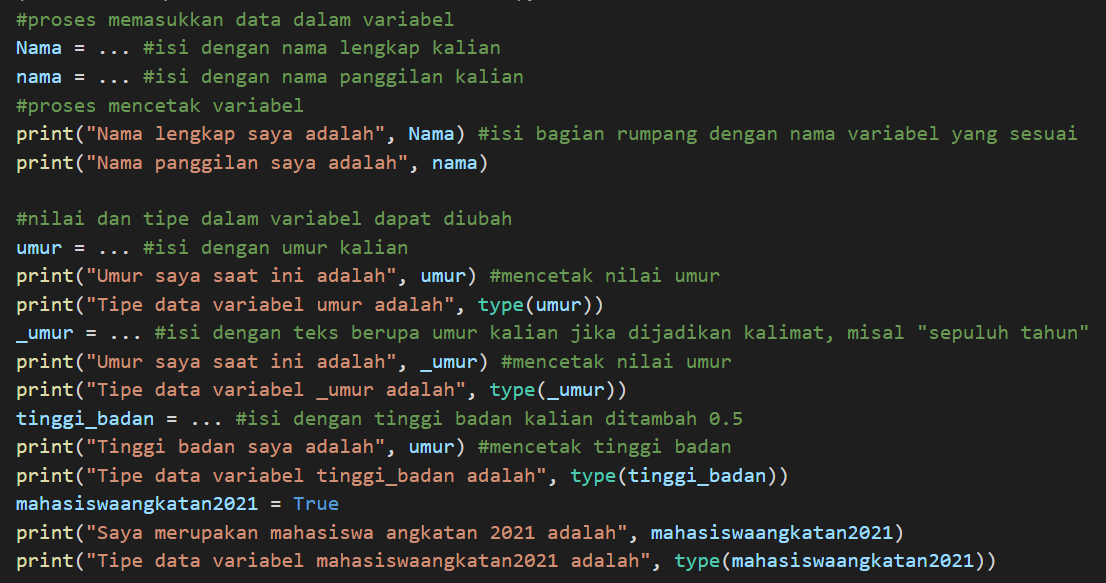 #proses memasukkan data dalam variabel
Nama = ... #isi dengan nama lengkap kalian
nama = ... #isi dengan nama panggilan kalian
#proses mencetak variabel
print("Nama lengkap saya adalah", Nama) #isi bagian rumpang dengan nama variabel yang sesuai
print("Nama panggilan saya adalah", nama)
#nilai dan tipe dalam variabel dapat diubah
umur = ... #isi dengan umur kalian
print("Umur saya saat ini adalah", umur) #mencetak nilai umur
print("Tipe data variabel umur adalah", type(umur))
_umur = ... #isi dengan teks berupa umur kalian jika dijadikan kalimat, misal "sepuluh tahun"
print("Umur saya saat ini adalah", _umur) #mencetak nilai umur
print("Tipe data variabel _umur adalah", type(_umur))
tinggi_badan = ... #isi dengan tinggi badan kalian ditambah 0.5
print("Tinggi badan saya adalah", umur) #mencetak tinggi badan
print("Tipe data variabel tinggi_badan adalah", type(tinggi_badan))
mahasiswaangkatan2021 = True
print("Saya merupakan mahasiswa angkatan 2021 adalah", mahasiswaangkatan2021)
print("Tipe data variabel mahasiswaangkatan2021 adalah", type(mahasiswaangkatan2021))